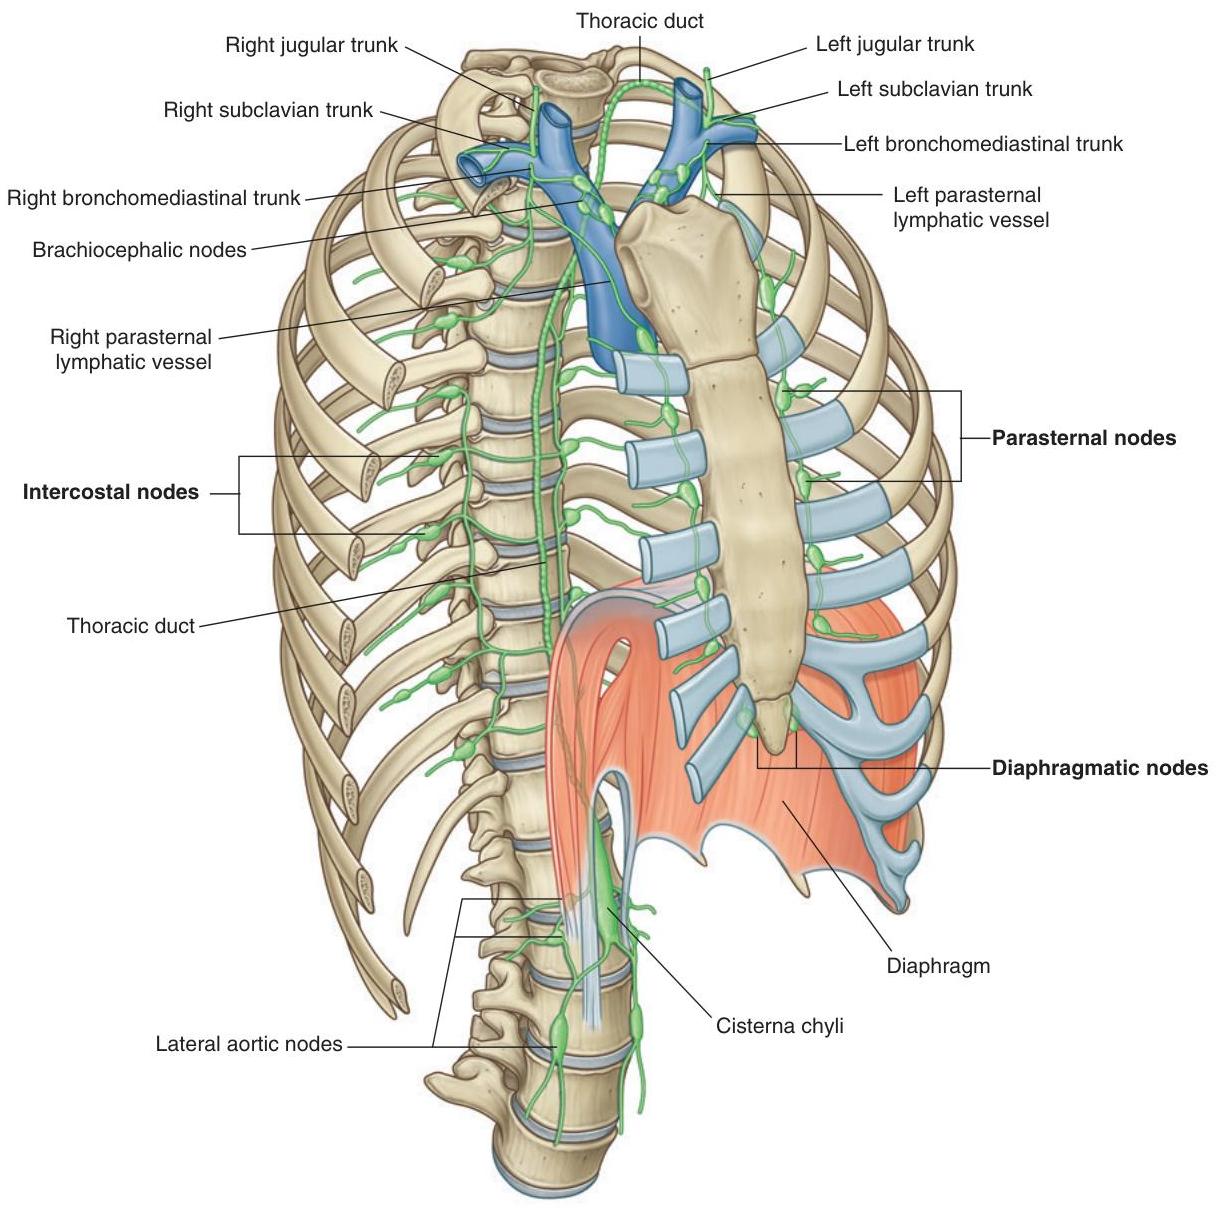 Thoracic duct
Right jugular trunk
Left jugular trunk
Left subclavian trunk
Right subclavian trunk
Left bronchomediastinal trunk
Right bronchomediastinal trunk
Left parasternal
lymphatic vessel
Brachiocephalic nodes
Right parasternal
lymphatic vessel
Parasternal nodes
Intercostal nodes
Thoracic duct
Diaphragmatic nodes
Diaphragm
Cisterna chyli
Lateral aortic nodes